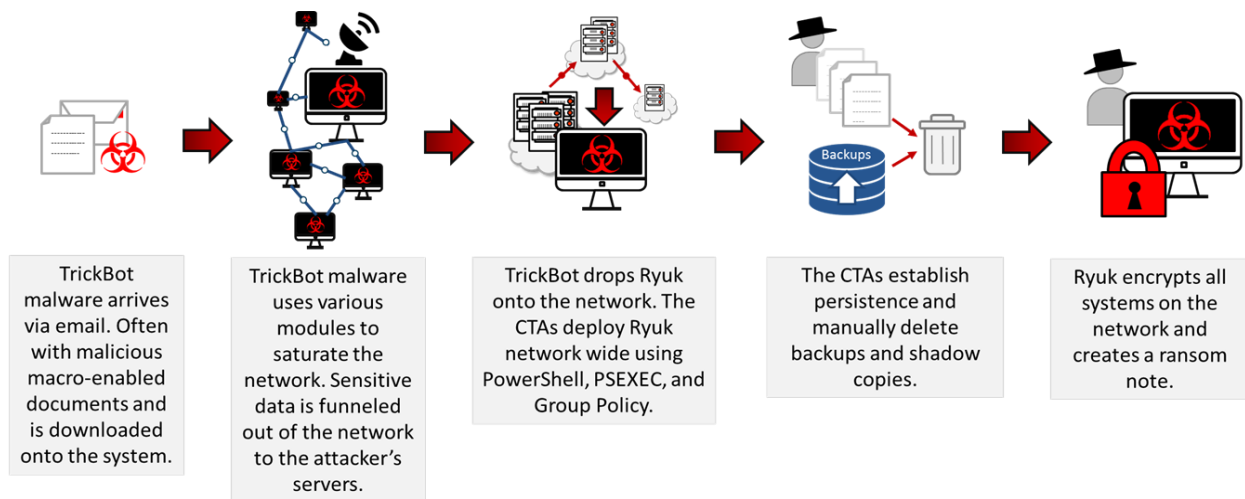 Backups
TrickBot
malware arrives
via email. Often
with malicious
macro-enabled
documents and
is downloaded
onto the system.
TrickBot malware
uses various
modules to
saturate the
network. Sensitive
data is funneled
out of the network
to the attacker's
servers.
TrickBot drops Ryuk
onto the network. The
CTAs deploy Ryuk
network wide using
PowerShell, PSEXEC, and
Group Policy.
The CTAs establish
persistence and
manually delete
backups and shadow
copies.
Ryuk encrypts all
systems on the
network and
creates a ransom
note.